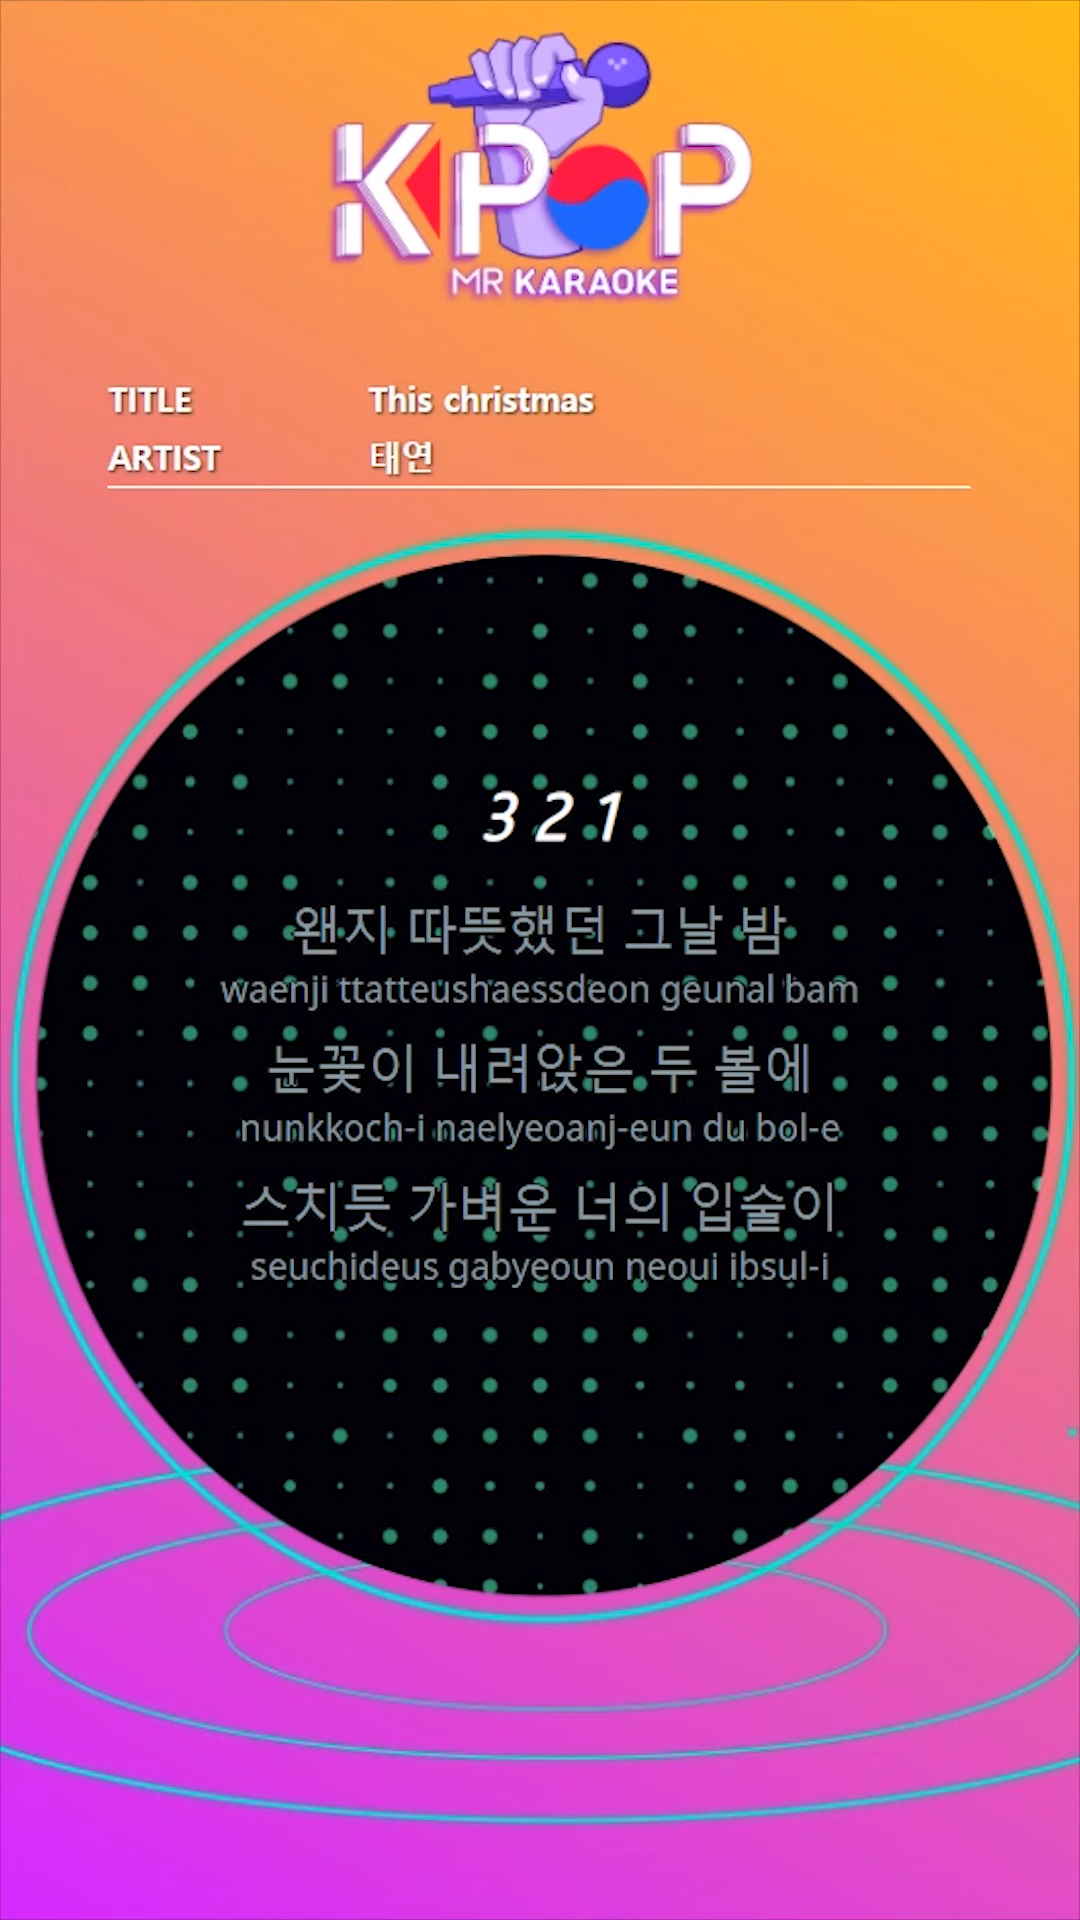 KPOP
MR KARAOKE
TITLE This christmas
ARTIST 태연
3 2 1
왠지 따뜻했던 그날 밤
waenji ttatteushaessdeon geunal bam
눈꽃이 내려앉은 두 볼에
nunkkoch-i naelyeoanj-eun du bol-e
스치듯 가벼운 너의 입술이
seuchideus gabyeoun neoui ibsul-i